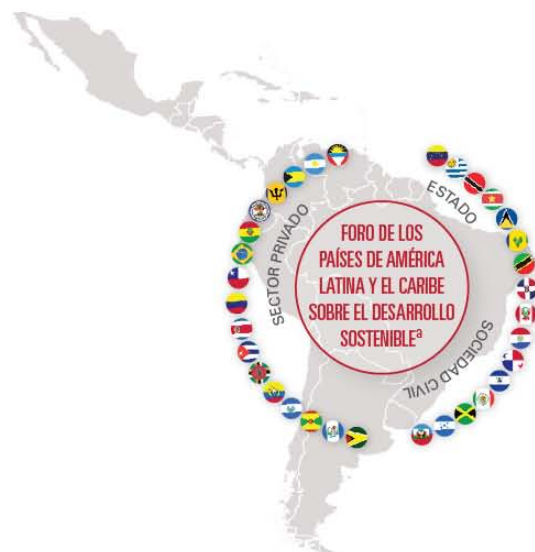 SECTOR PRIVADO
ESTADO
FORO DE LOS
PAÍSES DE AMÉRICA
LATINA Y EL CARIBE
SOBRE EL DESARROLLO
SOSTENIBLEª
SOCIEDAD CIVIL